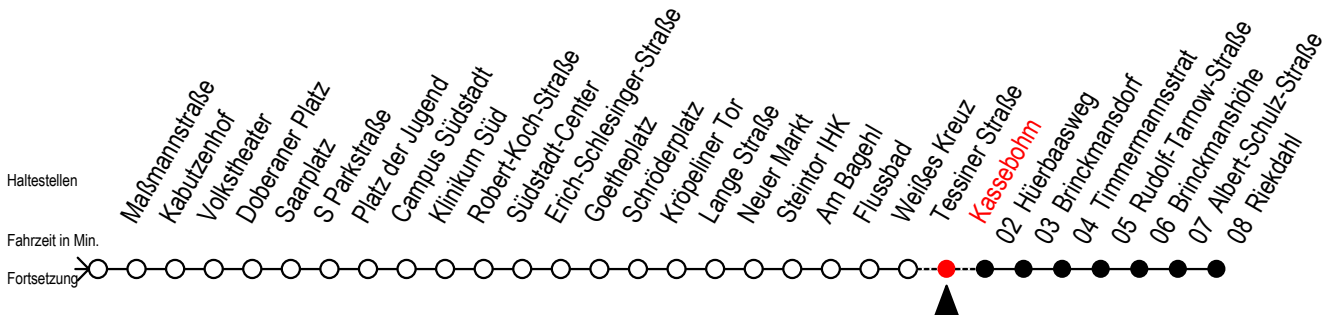 Haltestellen
Fahrzeit in Min.
Fortsetzung
Maßmannstraße
Kabutzenhof
Volkstheater
Doberaner Platz
Saarplatz
S Parkstraße
Platz der Jugend
Campus Südstadt
Klinikum Süd
Robert-Koch-Straße
Südstadt-Center
Erich-Schlesinger-Straße
Goetheplatz
Schröderplatz
Kröpeliner Tor
Lange Straße
Neuer Markt
Steintor IHK
Am Bagehl
Flussbad
Weißes Kreuz
Tessiner Straße
Kassebohm
02 Hüerbaasweg
03 Brinckmansdorf
04 Timmermannsstrat
05 Rudolf-Tarnow-Straße
06 Brinckmanshöhe
07 Albert-Schulz-Straße
08 Riekdahl